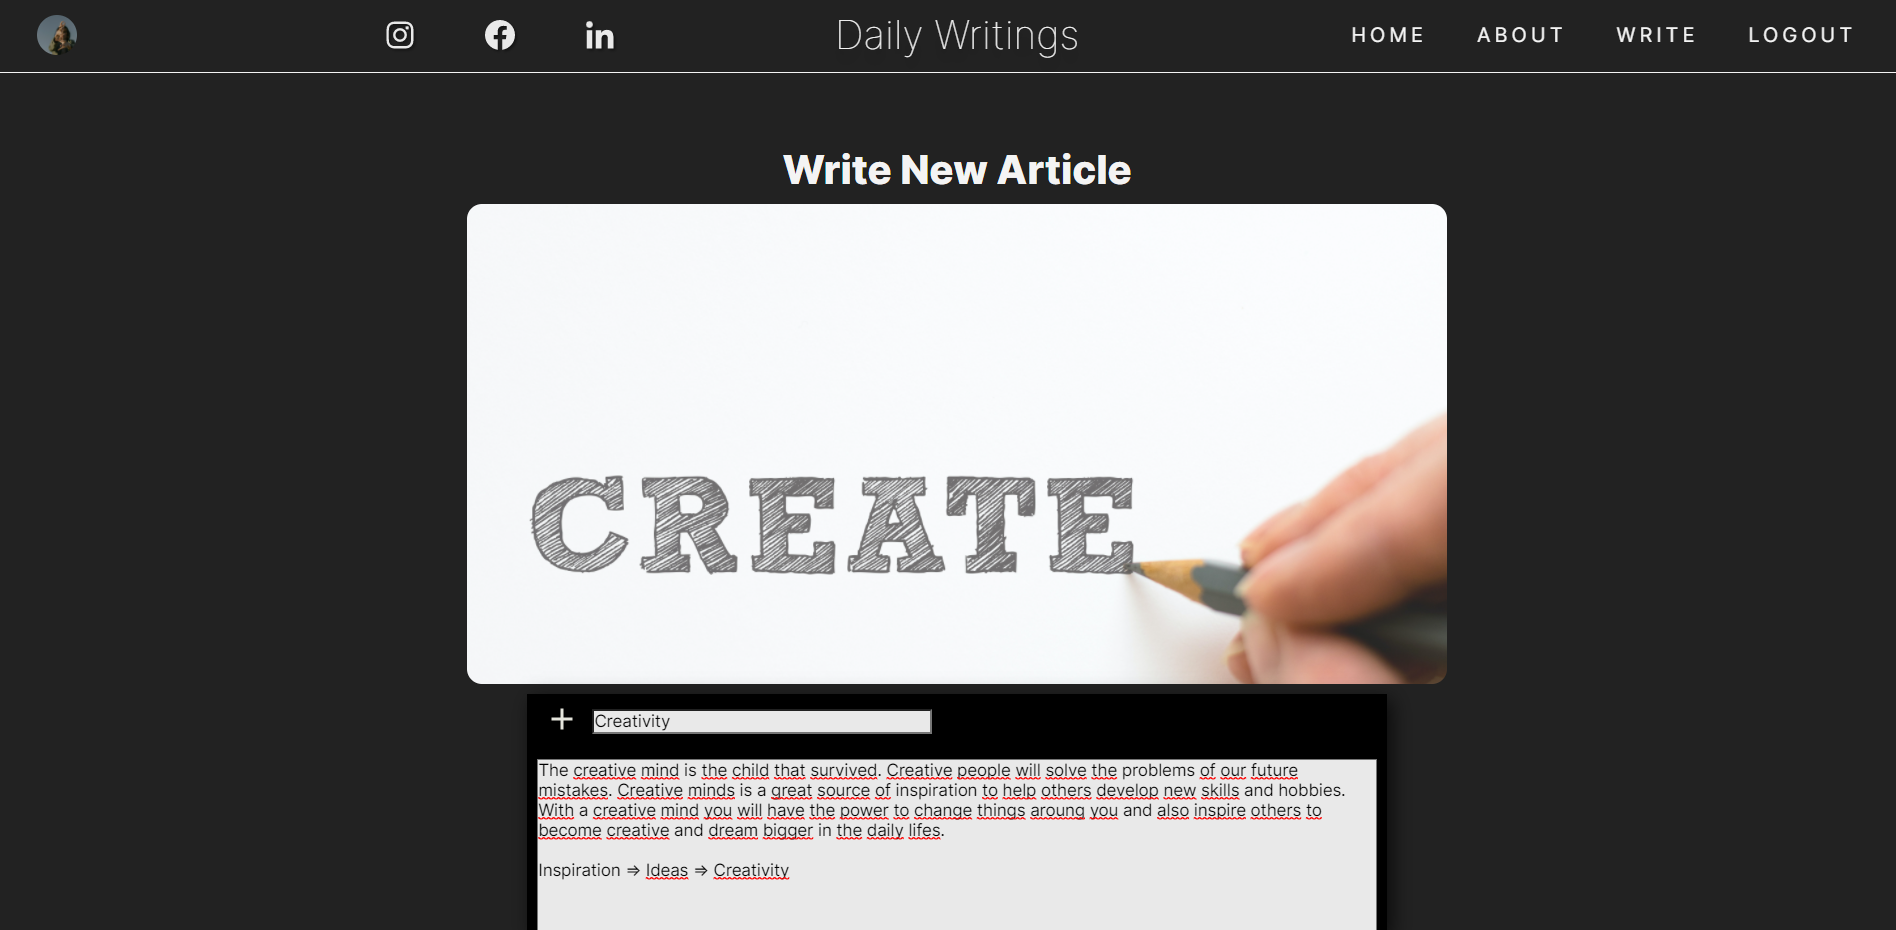 Daily Writings
HOME ABOUT WRITE LOGOUT
Write New Article
CREATE
Creativity
The creative mind is the child that survived. Creative people will solve the problems of our future
mistakes. Creative minds is a great source of inspiration to help others develop new skills and hobbies.
With a creative mind you will have the power to change things aroung you and also inspire others to
become creative and dream bigger in the daily lifes.
Inspiration => Ideas => Creativity